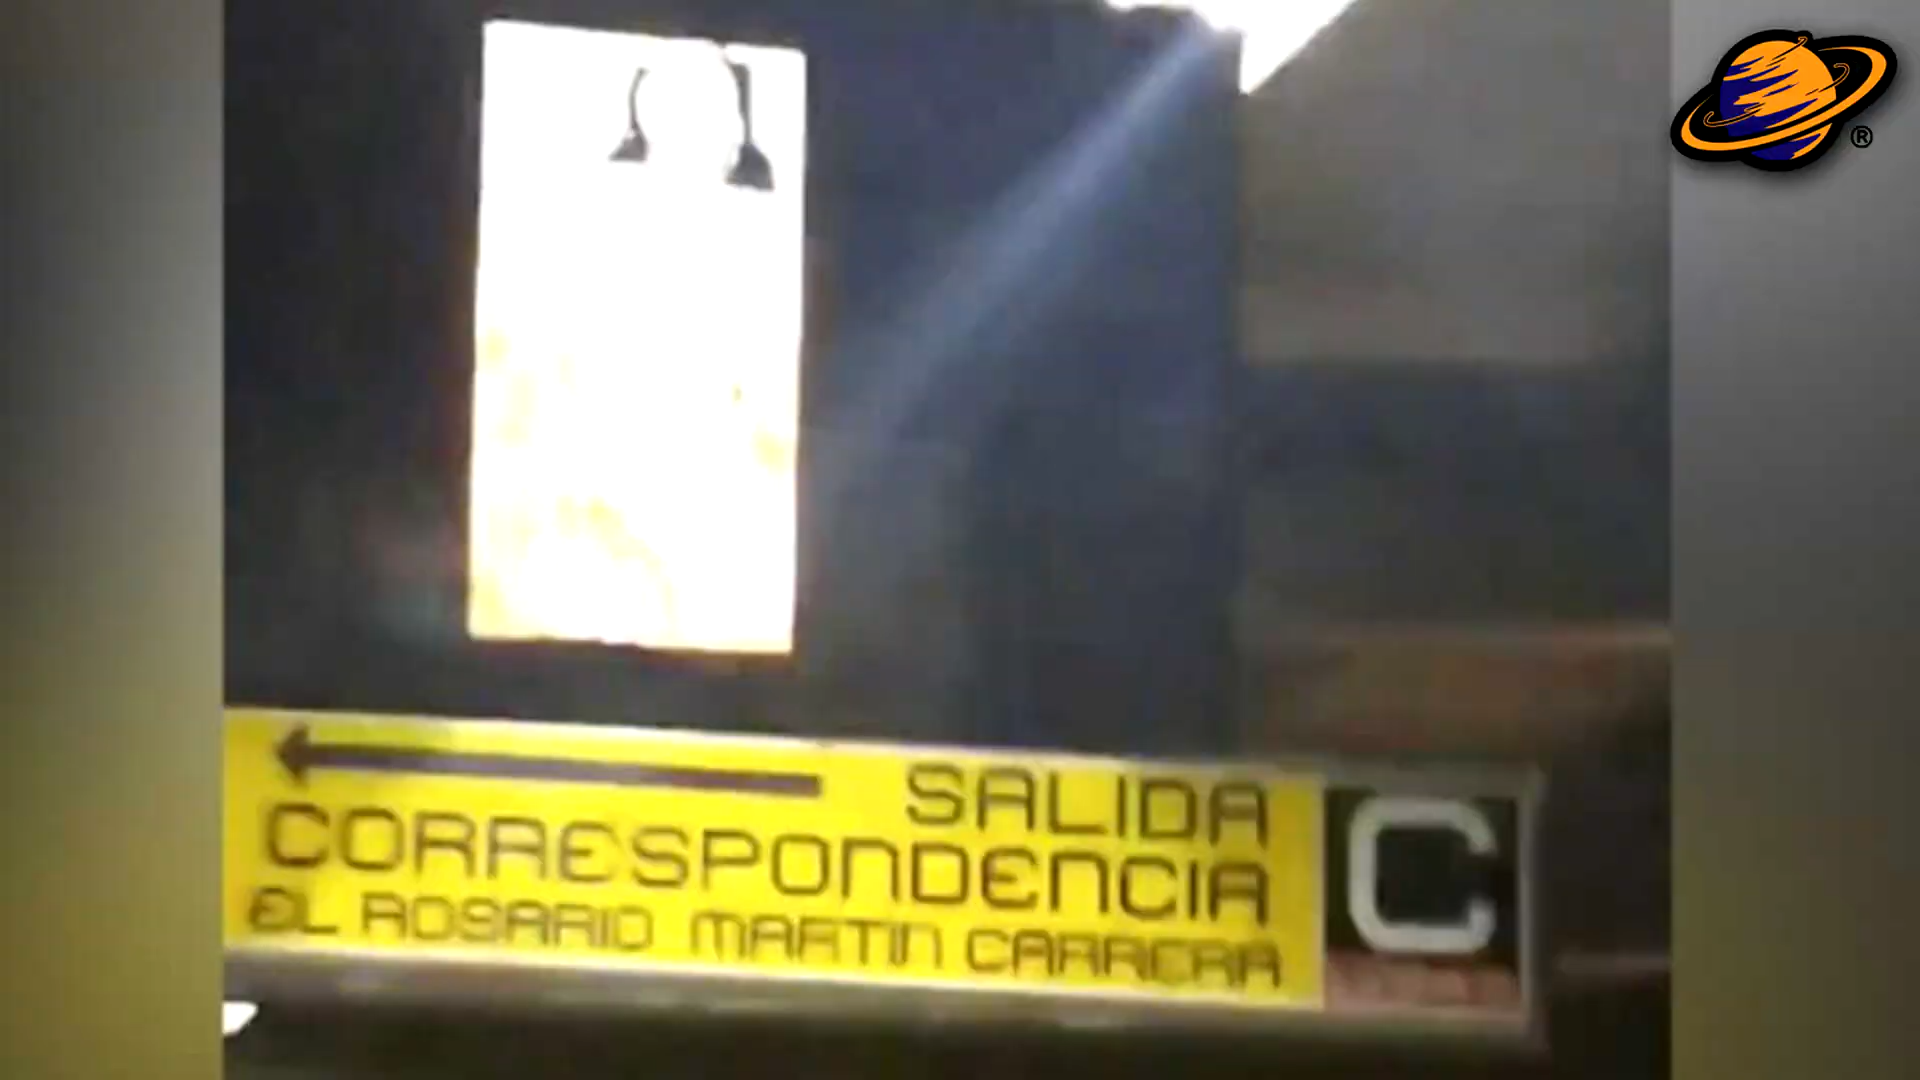 SALIDA
CORRESPONDENCIA
EL ROSARIO MARTIN CARRERA
C
®